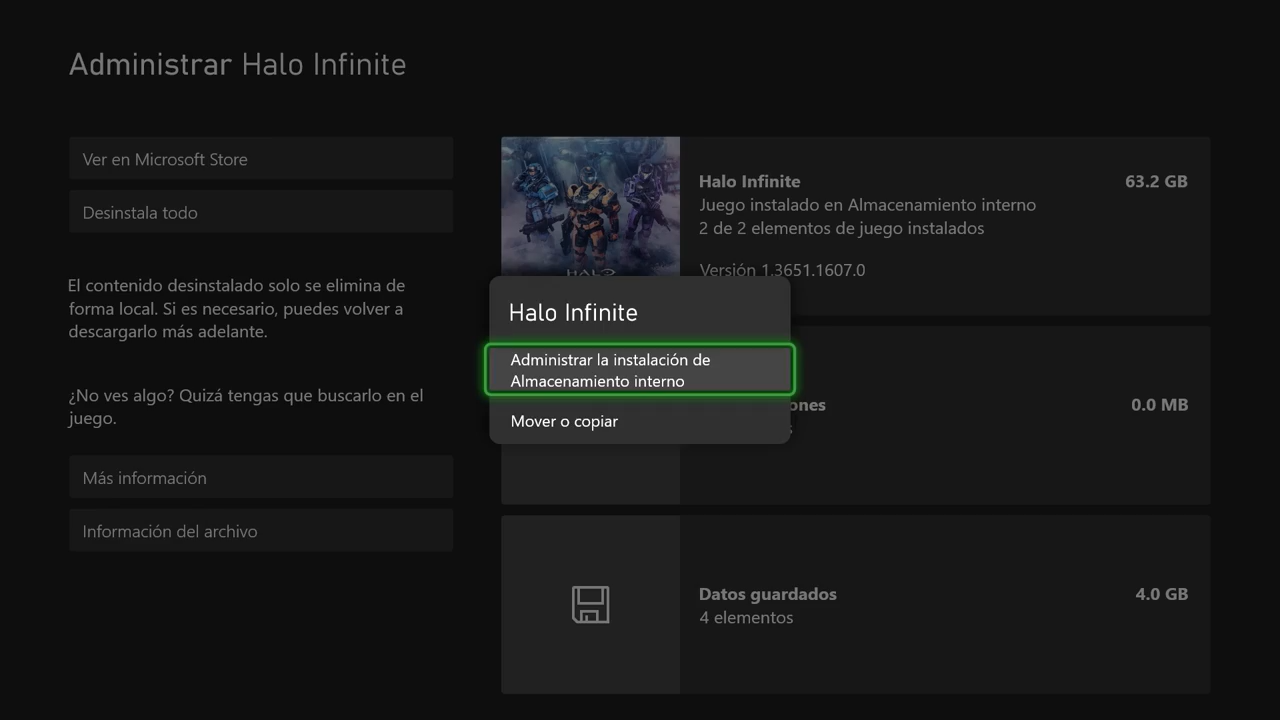 Administrar Halo Infinite
Ver en Microsoft Store
Desinstala todo
El contenido desinstalado solo se elimina de
forma local. Si es necesario, puedes volver a
descargarlo más adelante.
¿No ves algo? Quizá tengas que buscarlo en el
juego.
Más información
Información del archivo
HALO
Halo Infinite
63.2 GB
Juego instalado en Almacenamiento interno
2 de 2 elementos de juego instalados
Versión 1.3651.1607.0
Halo Infinite
Administrar la instalación de
Almacenamiento interno
Mover o copiar
0.0 MB
Datos guardados
4.0 GB
4 elementos